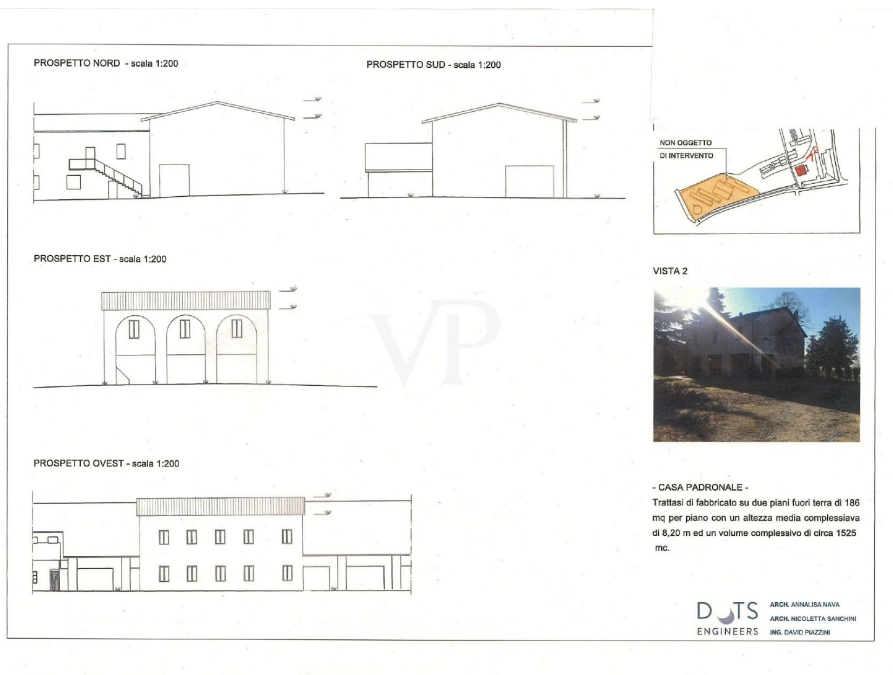 PROSPETTO NORD - scala 1:200
PROSPETTO SUD - scala 1:200
NON OGGETTO
DI INTERVENTO
PROSPETTO EST - scala 1:200
VISTA 2
VP
PROSPETTO OVEST - scala 1:200
- CASA PADRONALE -
Trattasi di fabbricato su due piani fuori terra di 186
mq per piano con un altezza media complessiava
di 8,20 m ed un volume complessivo di circa 1525
mc.
DOTS
ENGINEERS
ARCH. ANNALISA NAVA
ARCH. NICOLETTA SANCHINI
ING. DAVID PIAZZINI